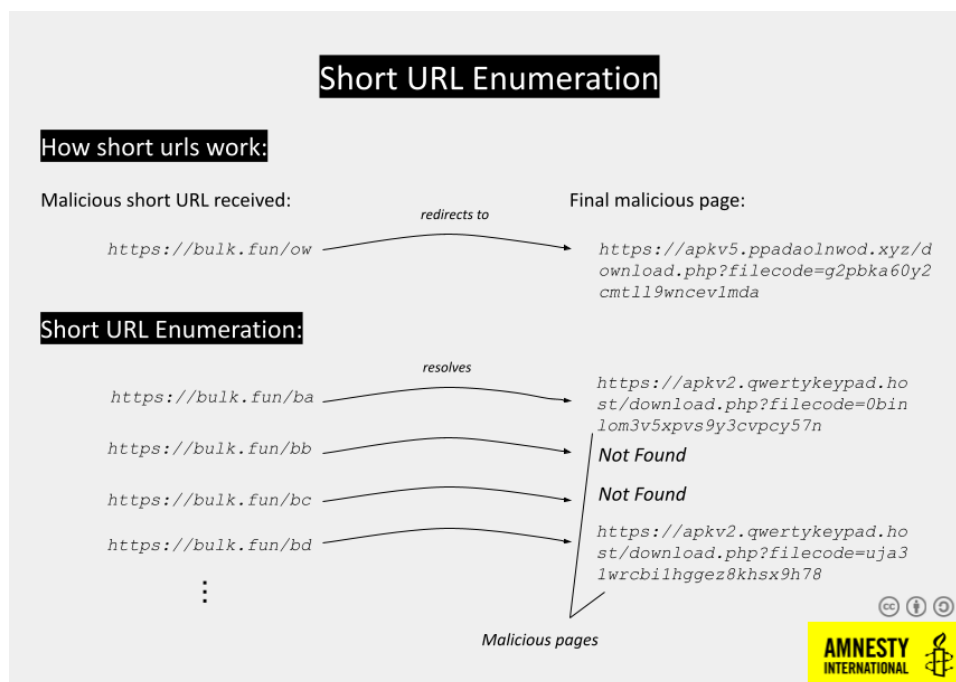 Short URL Enumeration
How short urls work:
Malicious short URL received:
redirects to
Final malicious page:
https://bulk.fun/ow
https://apkv5.ppadaolnwod.xyz/d
ownload.php?filecode=g2pbka60y2
cmtll9wncev1mda
Short URL Enumeration:
resolves
https://bulk.fun/ba
https://apkv2.qwertykeypad.ho
st/download.php?filecode=0bin
lom3v5xpvs9y3cvpcy57n
https://bulk.fun/bb
Not Found
https://bulk.fun/bc
Not Found
https://bulk.fun/bd
https://apkv2.qwertykeypad.ho
st/download.php?filecode=uja3
1wrcbi1hggez8khsx9h78
Malicious pages
cc
AMNESTY
INTERNATIONAL